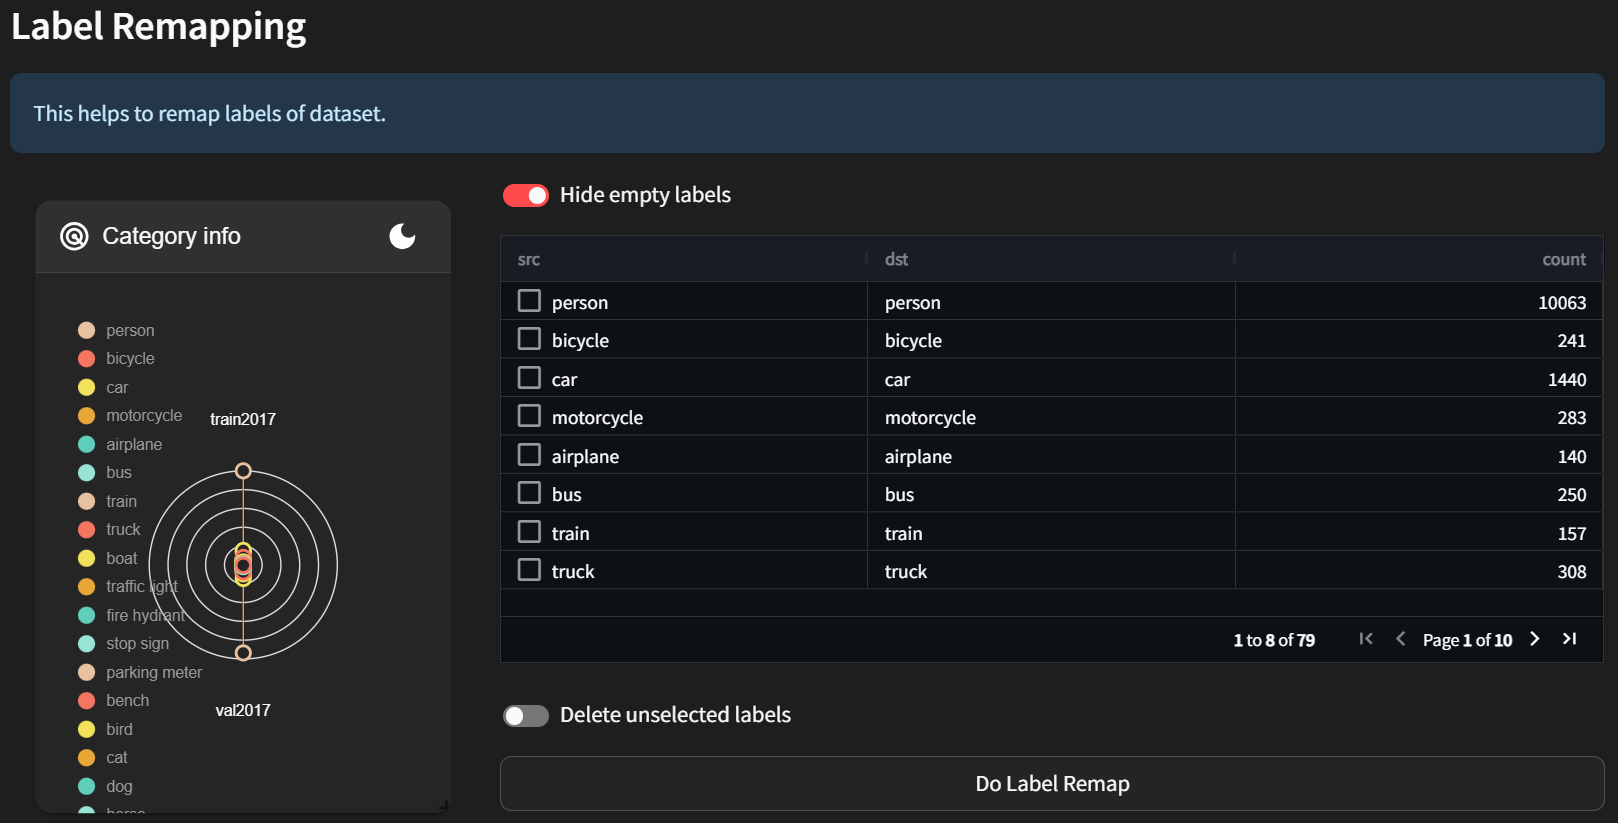 Label Remapping
This helps to remap labels of dataset.
Category info
person
bicycle
car
motorcycle
airplane
bus
train
truck
boat
traffic light
fire hydrant
stop sign
parking meter
bench
bird
cat
dog
horse
train2017
val2017
Hide empty labels
src dst count
person person 10063
bicycle bicycle 241
car car 1440
motorcycle motorcycle 283
airplane airplane 140
bus bus 250
train train 157
truck truck 308
1 to 8 of 79 Page 1 of 10
Delete unselected labels
Do Label Remap